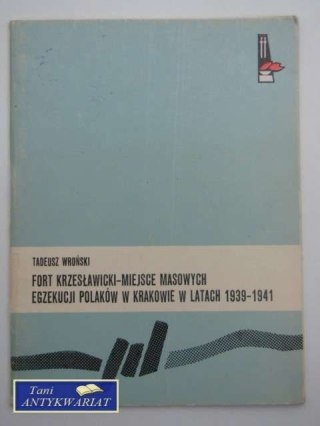 TADEUSZ WROŃSKI
FORT KRZESŁAWICKI-MIEJSCE MASOWYCH
EGZEKUCJI POLAKÓW W KRAKOWIE W LATACH 1939-1941
Tani
ANTYKWARIAT